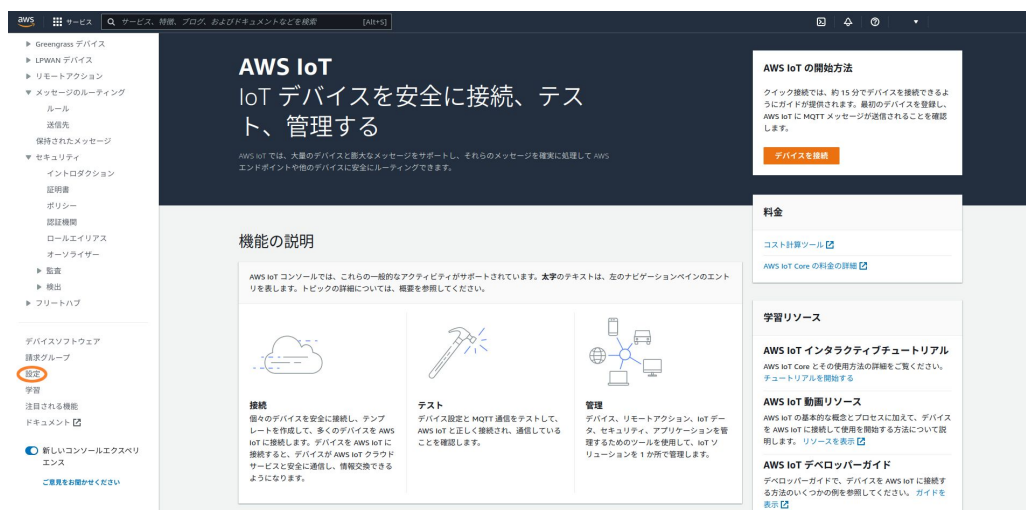 aws
サービス
サービス、特徴、ブログ、およびドキュメントなどを検索
[Alt+S]
Greengrass デバイス
LPWAN デバイス
リモートアクション
メッセージのルーティング
ルール
送信先
保持されたメッセージ
セキュリティ
イントロダクション
証明書
ポリシー
認証機関
ロールエイリアス
オーソライザー
監査
検出
フリートハブ
デバイスソフトウェア
請求グループ
設定
学習
注目される機能
ドキュメント
新しいコンソールエクスペリ
エンス
ご意見をお聞かせください
AWS IoT
IoT デバイスを安全に接続、テス
ト、管理する
AWS IoT では、大量のデバイスと膨大なメッセージをサポートし、それらのメッセージを確実に処理して AWS
エンドポイントや他のデバイスに安全にルーティングできます。
機能の説明
AWS IoT コンソールでは、これらの一般的なアクティビティがサポートされています。太字のテキストは、左のナビゲーションペインのエント
リを表します。トピックの詳細については、概要を参照してください。
接続
個々のデバイスを安全に接続し、テンプ
レートを作成して、多くのデバイスを AWS
IoT に接続します。デバイスが AWS IoT に
接続すると、デバイスが AWS IoT クラウド
サービスと安全に通信し、情報交換できる
ようになります。
テスト
デバイス設定と MQTT 通信をテストして、
AWS IoT と正しく接続され、通信している
ことを確認します。
管理
デバイス、リモートアクション、IoT デー
タ、セキュリティ、アプリケーションを管
理するためのツールを使用して、IoT ソ
リューションを 1 か所で管理します。
AWS IoT の開始方法
クイック接続では、約 15 分でデバイスを接続できるよ
うにガイドが提供されます。最初のデバイスを登録し、
AWS IoT に MQTT メッセージが送信されることを確認
します。
デバイスを接続
料金
コスト計算ツール
AWS IoT Core の料金の詳細
学習リソース
AWS IoT インタラクティブチュートリアル
AWS IoT Core とその使用方法の詳細をご覧ください。
チュートリアルを開始する
AWS IoT 動画リソース
AWS IoT の基本的な概念とプロセスに加えて、デバイス
を AWS IoT に接続して使用を開始する方法について説
明します。 リソースを表示
AWS IoT デベロッパーガイド
デベロッパーガイドで、デバイスを AWS IoT に接続す
る方法のいくつかの例を参照してください。 ガイドを
表示